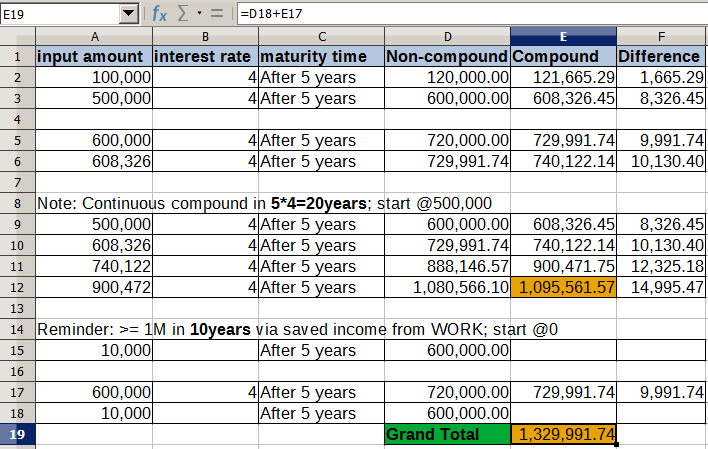 E19 fx Σ = =D18+E17
A B C D E F
1 input amount interest rate maturity time Non-compound Compound Difference
2 100,000 4 After 5 years 120,000.00 121,665.29 1,665.29
3 500,000 4 After 5 years 600,000.00 608,326.45 8,326.45
4
5 600,000 4 After 5 years 720,000.00 729,991.74 9,991.74
6 608,326 4 After 5 years 729,991.74 740,122.14 10,130.40
7
8 Note: Continuous compound in 5*4=20years; start @500,000
9 500,000 4 After 5 years 600,000.00 608,326.45 8,326.45
10 608,326 4 After 5 years 729,991.74 740,122.14 10,130.40
11 740,122 4 After 5 years 888,146.57 900,471.75 12,325.18
12 900,472 4 After 5 years 1,080,566.10 1,095,561.57 14,995.47
13
14 Reminder: >= 1M in 10years via saved income from WORK; start @0
15 10,000 After 5 years 600,000.00
16
17 600,000 4 After 5 years 720,000.00 729,991.74 9,991.74
18 10,000 After 5 years 600,000.00
19 Grand Total 1,329,991.74